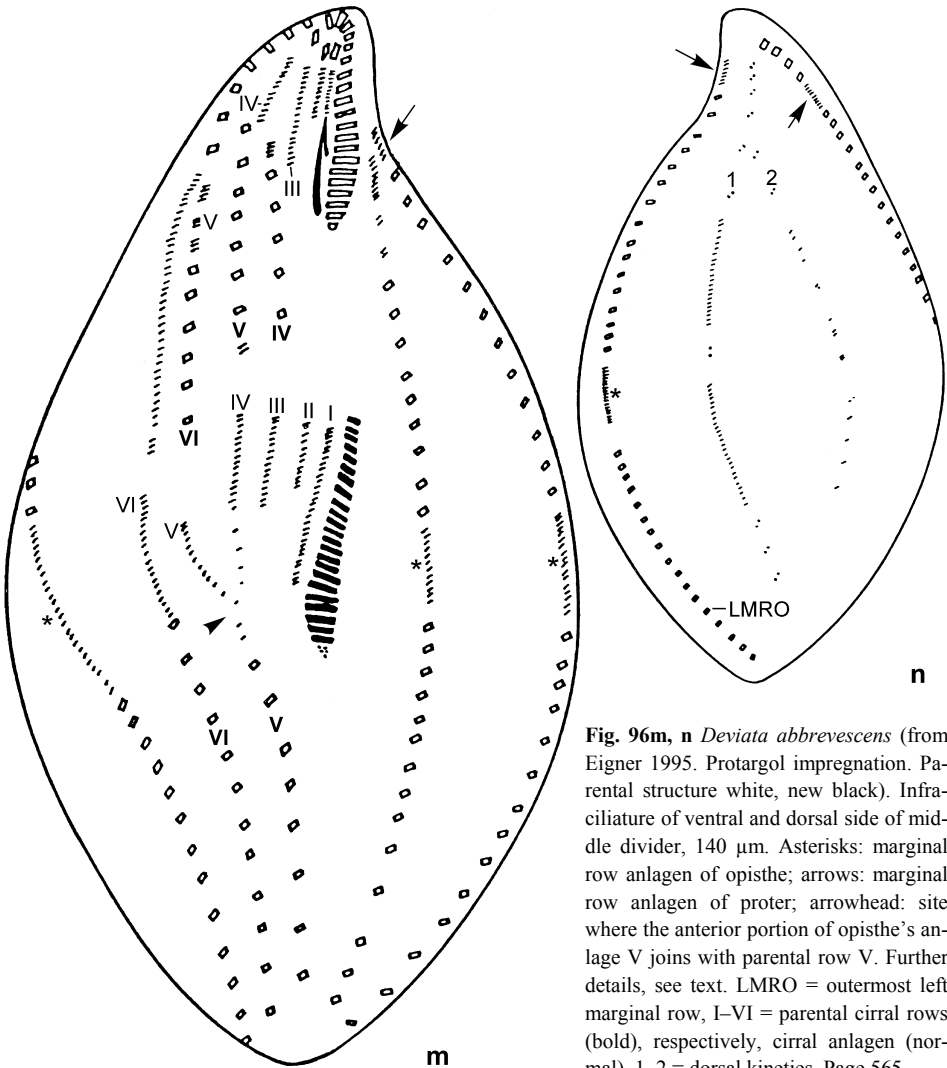 IV
III
V
V
IV
VI
IV
III
II
I
VI
V
*
*
*
VI
V
m
1
2
*
LMRO
n
Fig. 96m, n Deviata abbrevescens (from
Eigner 1995. Protargol impregnation. Pa-
rental structure white, new black). Infra-
ciliature of ventral and dorsal side of mid-
dle divider, 140 µm. Asterisks: marginal
row anlagen of opisthe; arrows: marginal
row anlagen of proter; arrowhead: site
where the anterior portion of opisthe's an-
lage V joins with parental row V. Further
details, see text. LMRO = outermost left
marginal row, I–VI = parental cirral rows
(bold), respectively, cirral anlagen (nor-
mal), 1, 2 = dorsal kineties. Page 565.